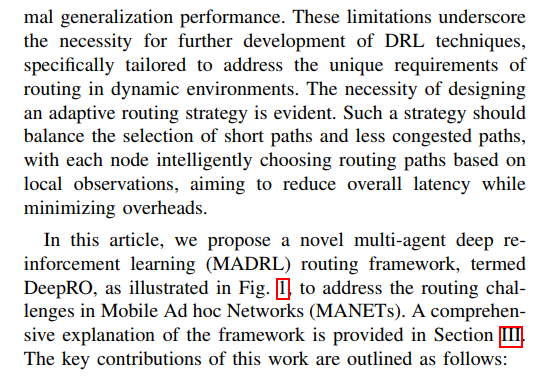 mal generalization performance. These limitations underscore
the necessity for further development of DRL techniques,
specifically tailored to address the unique requirements of
routing in dynamic environments. The necessity of designing
an adaptive routing strategy is evident. Such a strategy should
balance the selection of short paths and less congested paths,
with each node intelligently choosing routing paths based on
local observations, aiming to reduce overall latency while
minimizing overheads.
In this article, we propose a novel multi-agent deep re-
inforcement learning (MADRL) routing framework, termed
DeepRO, as illustrated in Fig. 1, to address the routing chal-
lenges in Mobile Ad hoc Networks (MANETs). A comprehen-
sive explanation of the framework is provided in Section III.
The key contributions of this work are outlined as follows: